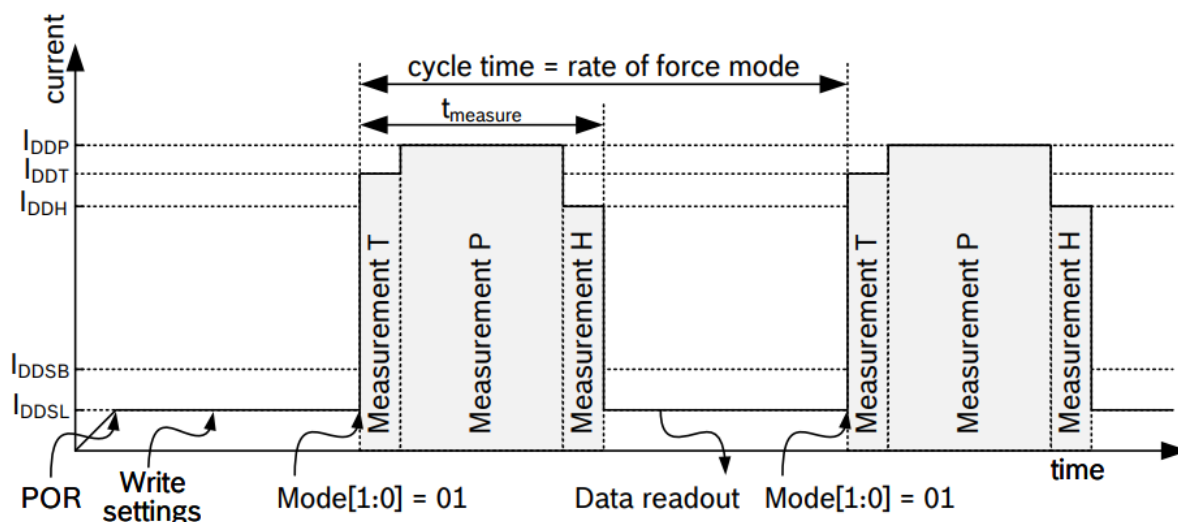 current
cycle time = rate of force mode
tmeasure
IDDP
IDDT
IDDH
IDDSB
IDDSL
Measurement T
Measurement P
Measurement H
Measurement T
Measurement P
Measurement H
time
POR
Write
settings
Mode[1:0] = 01
Data readout
Mode[1:0] = 01